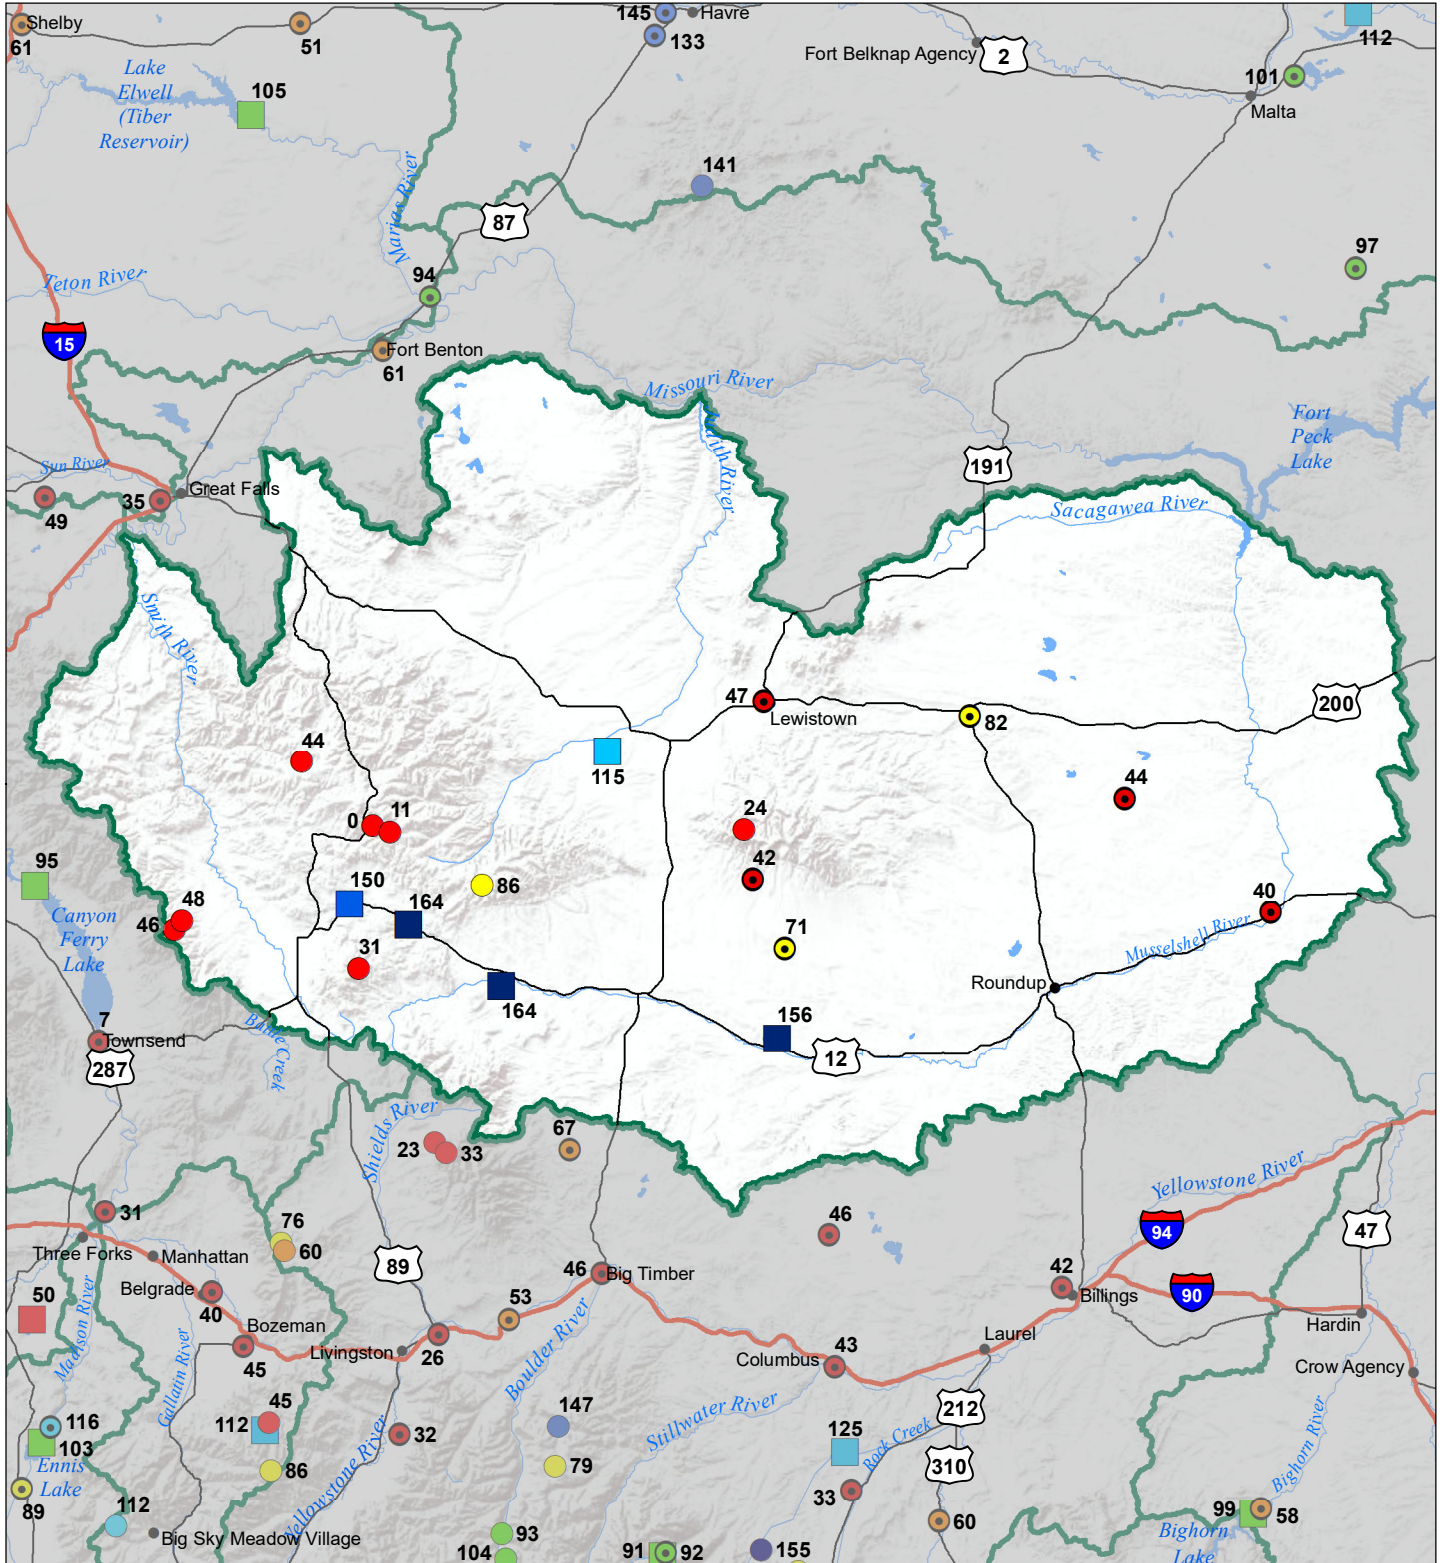 Shelby
61
51
145
Havre
133
Fort Belknap Agency
2
112
101
Malta
Lake
Elwell
(Tiber
Reservoir)
105
Marias River
141
87
97
Teton River
94
15
Fort Benton
61
Missouri River
Judith River
Fort
Peck
Lake
Sun River
49
35
Great Falls
191
Sacagawea River
Smith River
47
Lewistown
82
200
44
115
44
0
11
24
42
95
150
164
86
48
46
40
Canyon
Ferry
Lake
31
71
Musselshell River
Roundup
164
156
12
7
Townsend
287
Battle Creek
Shields River
23
33
67
31
76
60
Three Forks
Manhattan
89
46
Yellowstone River
94
47
46
Big Timber
42
Billings
90
50
Belgrade
40
Madison River
Bozeman
45
53
Livingston
26
Boulder River
Columbus
43
Laurel
Hardin
Crow Agency
Gallatin River
45
112
116
103
Ennis
Lake
89
86
32
147
79
Stillwater River
212
125
Rock Creek
310
33
Bighorn River
112
Big Sky Meadow Village
Yellowstone River
93
104
91
92
155
60
99
58
Bighorn
Lake